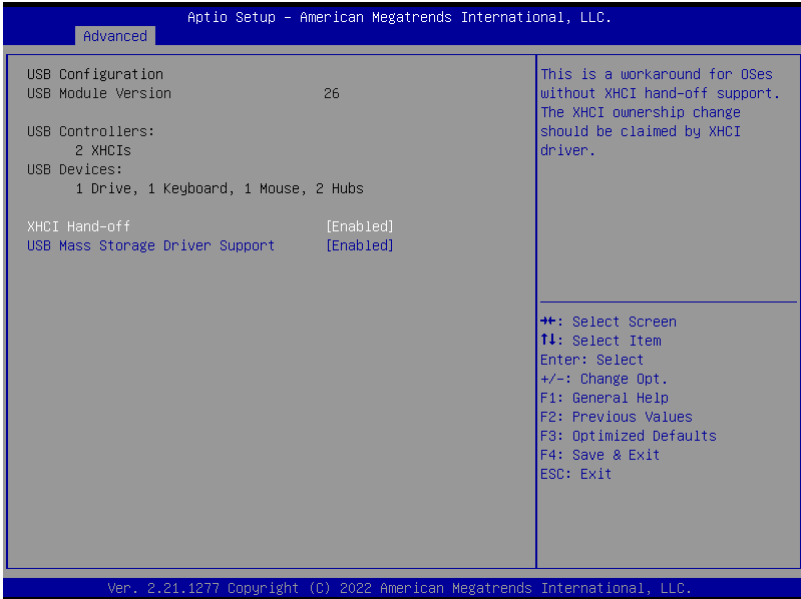 Aptio Setup – American Megatrends International, LLC.
Advanced
USB Configuration
USB Module Version 26
USB Controllers:
2 XHCIs
USB Devices:
1 Drive, 1 Keyboard, 1 Mouse, 2 Hubs
XHCI Hand-off [Enabled]
USB Mass Storage Driver Support [Enabled]
This is a workaround for OSes
without XHCI hand-off support.
The XHCI ownership change
should be claimed by XHCI
driver.
→←: Select Screen
↑↓: Select Item
Enter: Select
+/-: Change Opt.
F1: General Help
F2: Previous Values
F3: Optimized Defaults
F4: Save & Exit
ESC: Exit
Ver. 2.21.1277 Copyright (C) 2022 American Megatrends International, LLC.